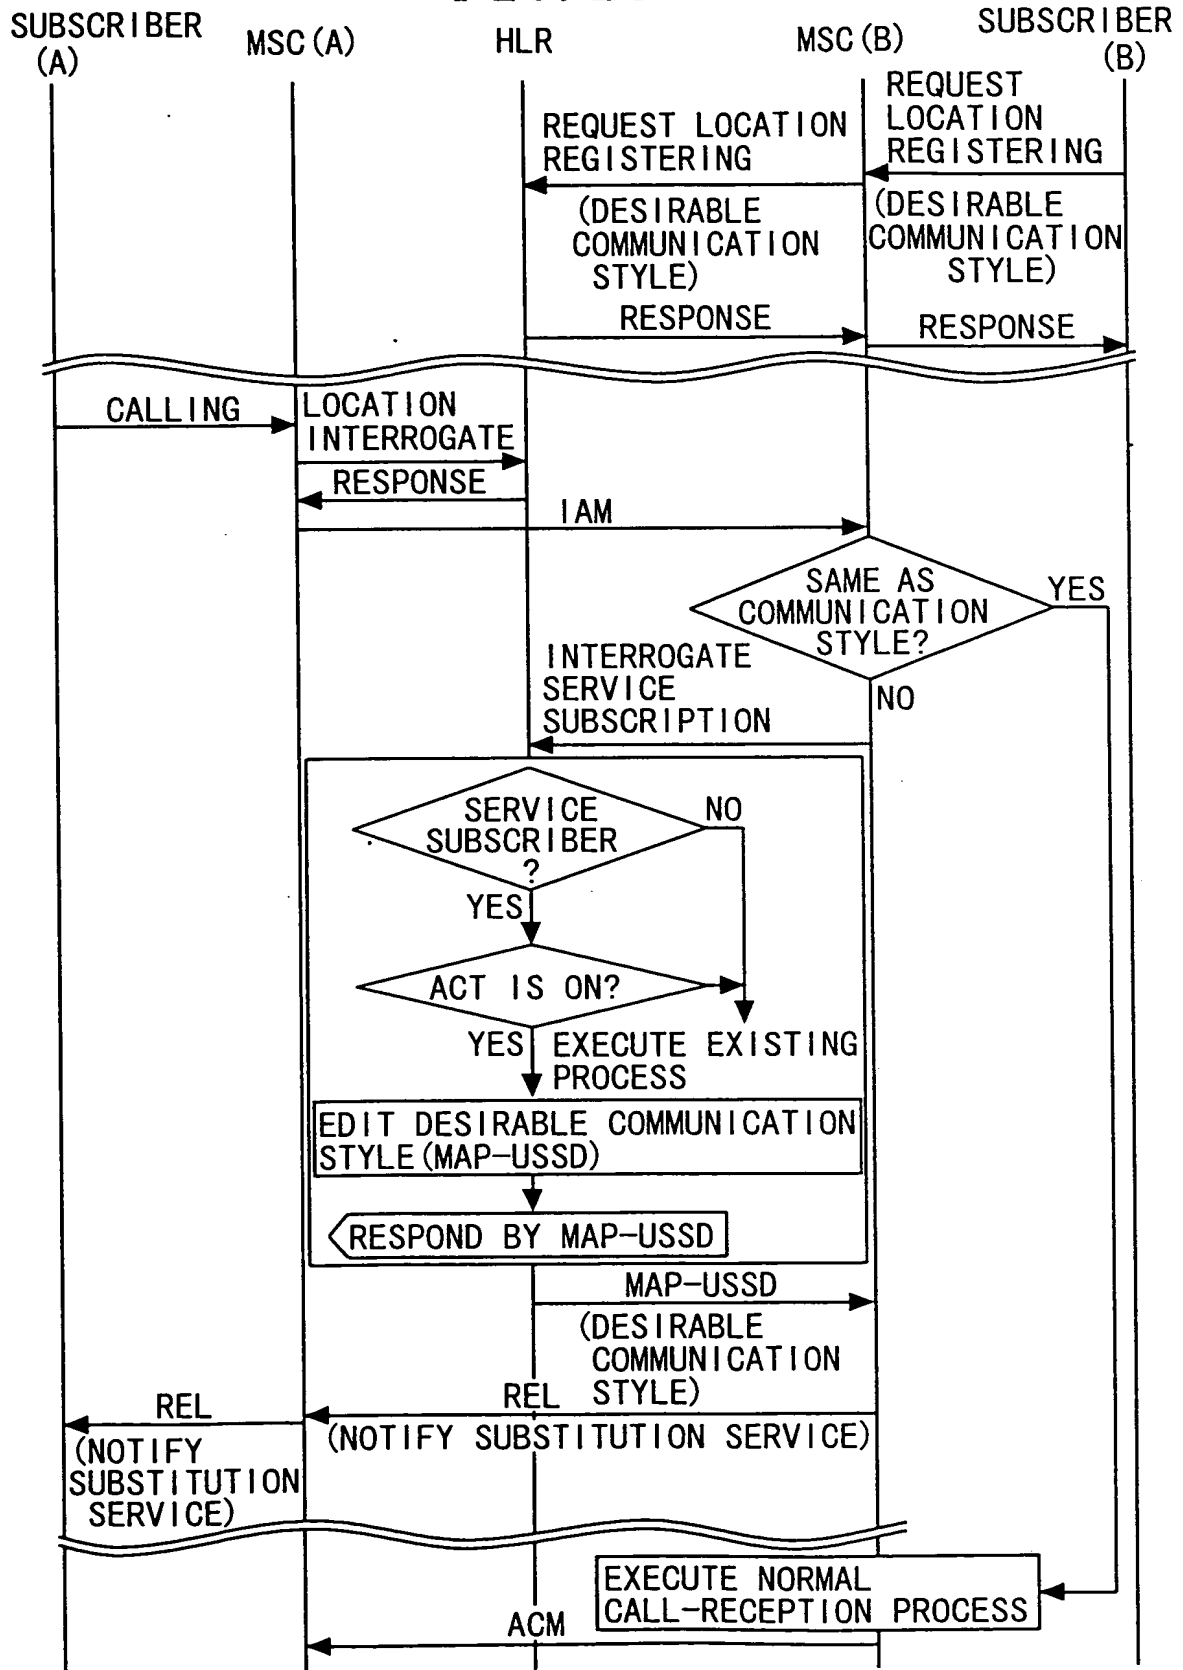 SUBSCRIBER
(A)
MSC(A)
HLR
MSC(B)
SUBSCRIBER
(B)
REQUEST
LOCATION
REGISTERING
REQUEST LOCATION
REGISTERING
(DESIRABLE
COMMUNICATION
STYLE)
(DESIRABLE
COMMUNICATION
STYLE)
RESPONSE
RESPONSE
CALLING
LOCATION
INTERROGATE
RESPONSE
IAM
SAME AS
COMMUNICATION
STYLE?
YES
NO
INTERROGATE
SERVICE
SUBSCRIPTION
SERVICE
SUBSCRIBER
?
NO
YES
ACT IS ON?
YES
EXECUTE EXISTING
PROCESS
EDIT DESIRABLE COMMUNICATION
STYLE(MAP-USSD)
RESPOND BY MAP-USSD
MAP-USSD
(DESIRABLE
COMMUNICATION
STYLE)
REL
(NOTIFY SUBSTITUTION SERVICE)
REL
(NOTIFY
SUBSTITUTION
SERVICE)
EXECUTE NORMAL
CALL-RECEPTION PROCESS
ACM